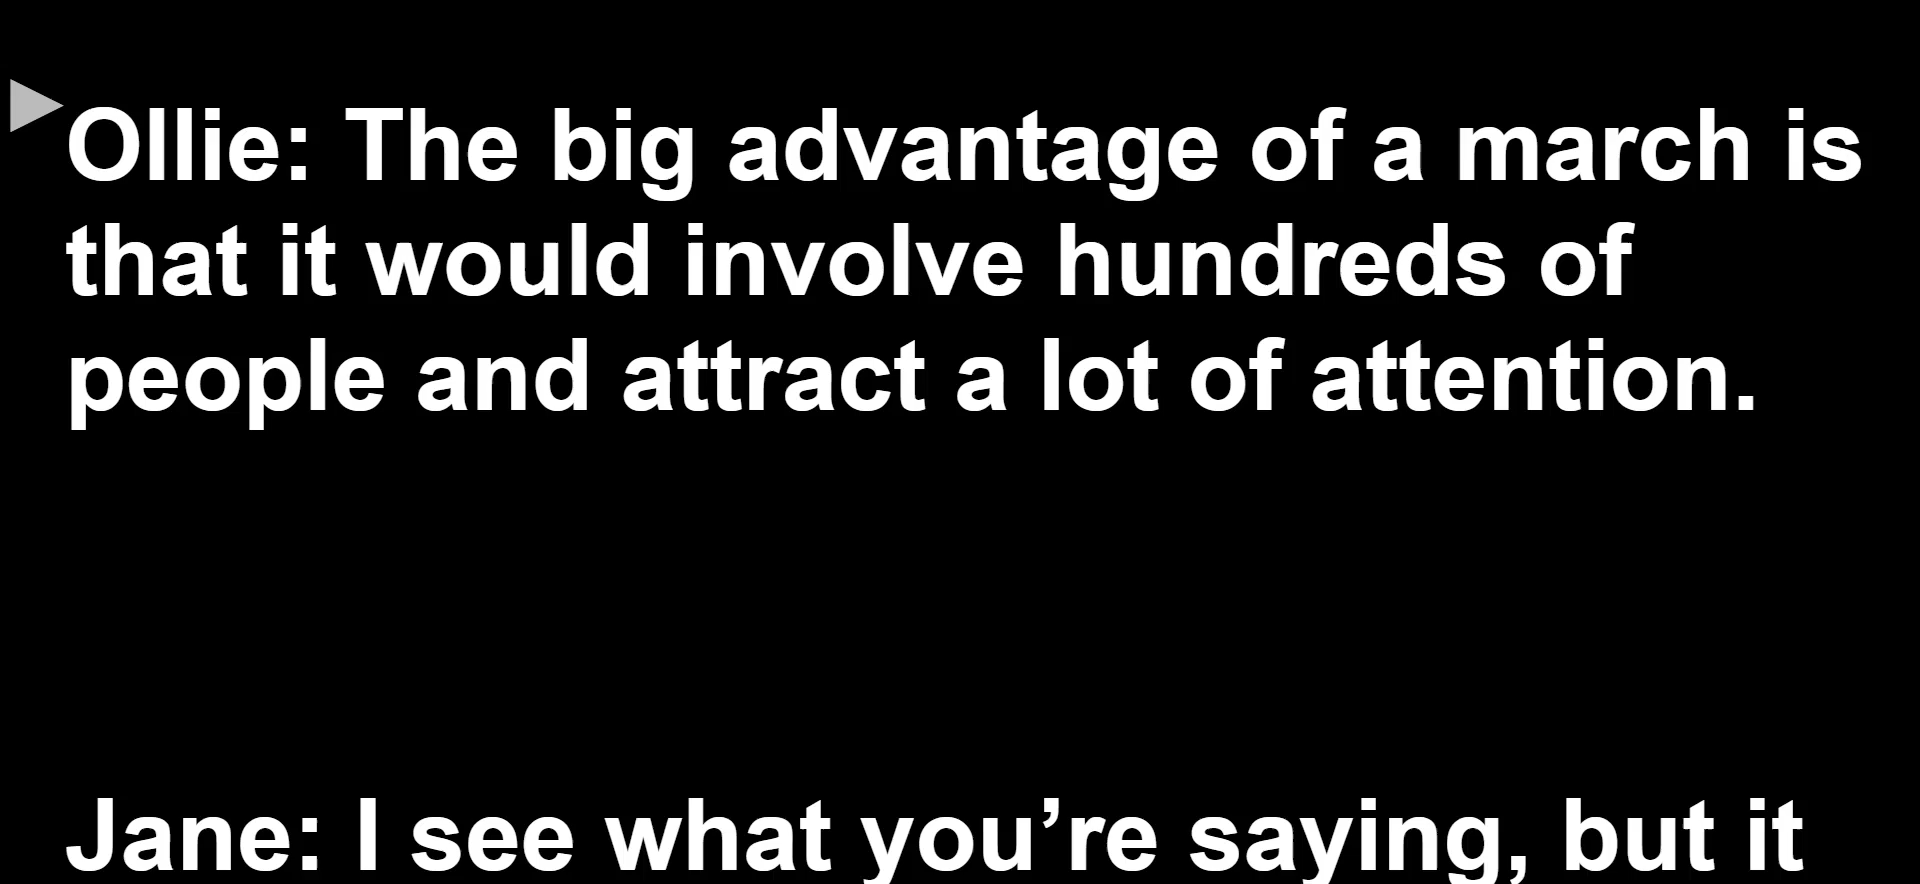 Ollie: The big advantage of a march is
that it would involve hundreds of
people and attract a lot of attention.
Jane: I see what you’re saying, but it